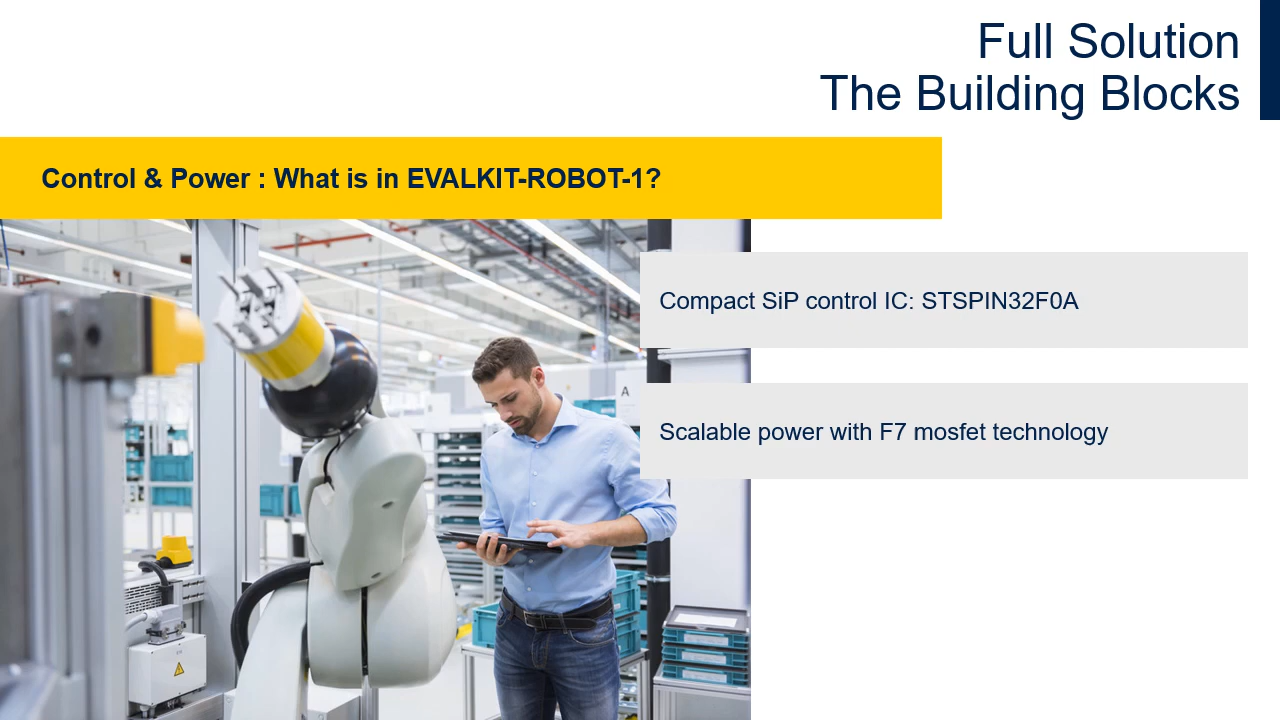 Full Solution
The Building Blocks
Control & Power : What is in EVALKIT-ROBOT-1?
Compact SiP control IC: STSPIN32F0A
A
Scalable power with F7 mosfet technology